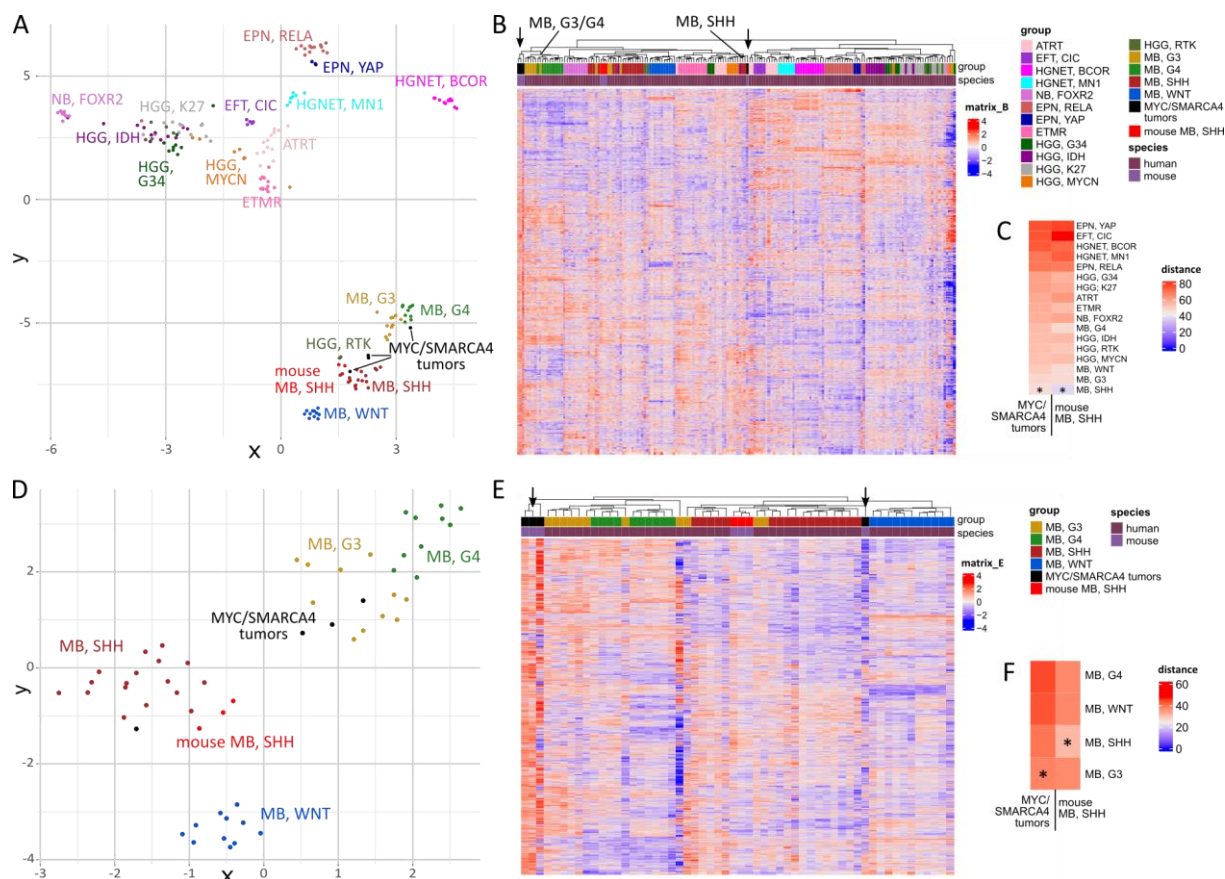 A
EPN, RELA
EPN, YAP
HGNET, BCOR
NB, FOXR2
HGG, K27
EFT, CIC
HGNET, MN1
HGG, IDH
ATRT
HGG,
G34
HGG,
MYCN
ETMR
MB, G3
MB, G4
HGG, RTK
MYC/SMARCA4
tumors
mouse
MB, SHH
MB, SHH
MB, WNT
5
0
-5
y
-6
-3
0
3
x
B
MB, G3/G4
MB, SHH
group
species
matrix_B
4
2
0
-2
-4
group
ATRT
EFT, CIC
HGNET, BCOR
HGNET, MN1
NB, FOXR2
EPN, RELA
EPN, YAP
ETMR
HGG, G34
HGG, IDH
HGG, K27
HGG, MYCN
HGG, RTK
MB, G3
MB, G4
MB, SHH
MB, WNT
MYC/SMARCA4
tumors
mouse MB, SHH
species
human
mouse
C
EPN, YAP
EFT, CIC
HGNET, BCOR
HGNET, MN1
EPN, RELA
HGG, G34
HGG, K27
ATRT
ETMR
NB, FOXR2
MB, G4
HGG, IDH
HGG, RTK
HGG, MYCN
MB, WNT
MB, G3
MB, SHH
* *
MYC/
SMARCA4
tumors
mouse
MB, SHH
distance
80
60
40
20
0
D
MB, G3
MB, G4
MYC/SMARCA4
tumors
MB, SHH
mouse MB, SHH
MB, WNT
2
0
-2
-4
y
-3
-2
-1
0
1
2
x
E
group
species
matrix_E
4
2
0
-2
-4
group
MB, G3
MB, G4
MB, SHH
MB, WNT
MYC/SMARCA4 tumors
mouse MB, SHH
species
human
mouse
F
MB, G4
MB, WNT
* MB, SHH
* MB, G3
MYC/
SMARCA4
tumors
mouse
MB, SHH
distance
60
40
20
0